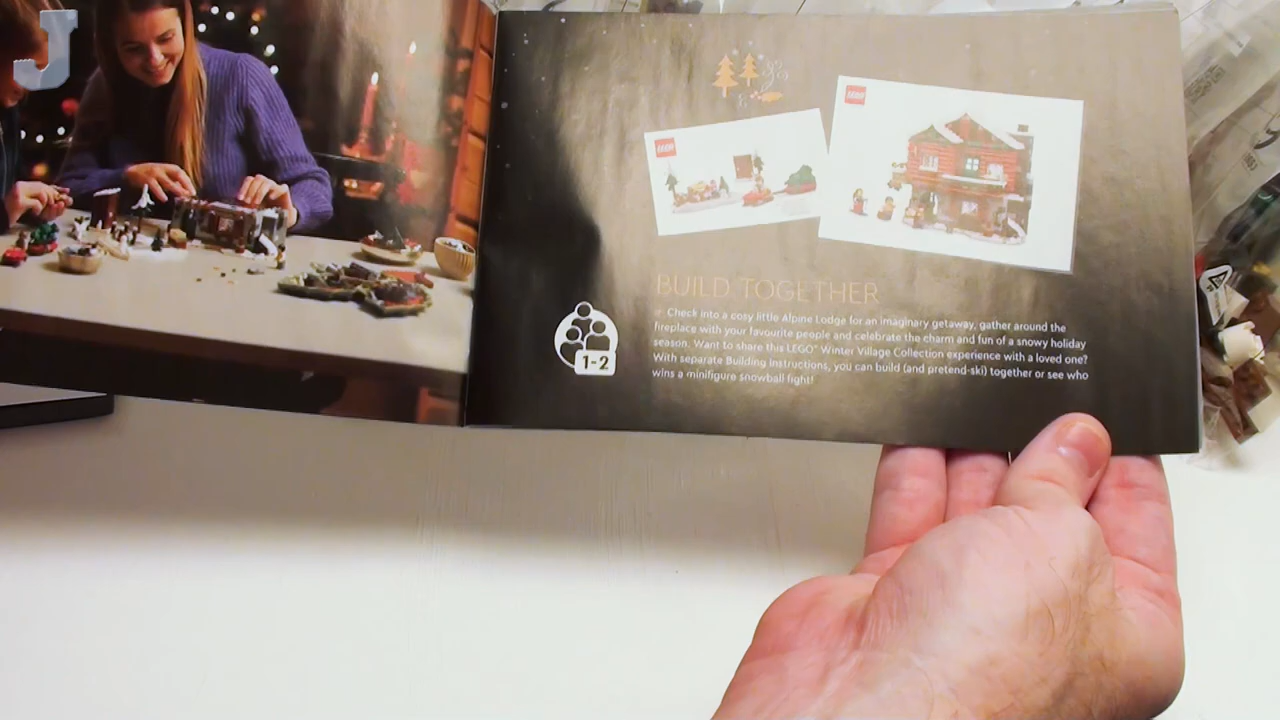 J
LEGO
LEGO
BUILD TOGETHER
Check into a cosy little Alpine Lodge for an imaginary getaway, gather around the
fireplace with your favourite people and celebrate the charm and fun of a snowy holiday
season. Want to share this LEGO® Winter Village Collection experience with a loved one?
With separate Building Instructions, you can build (and pretend-ski) together or see who
wins a minifigure snowball fight!
1-2